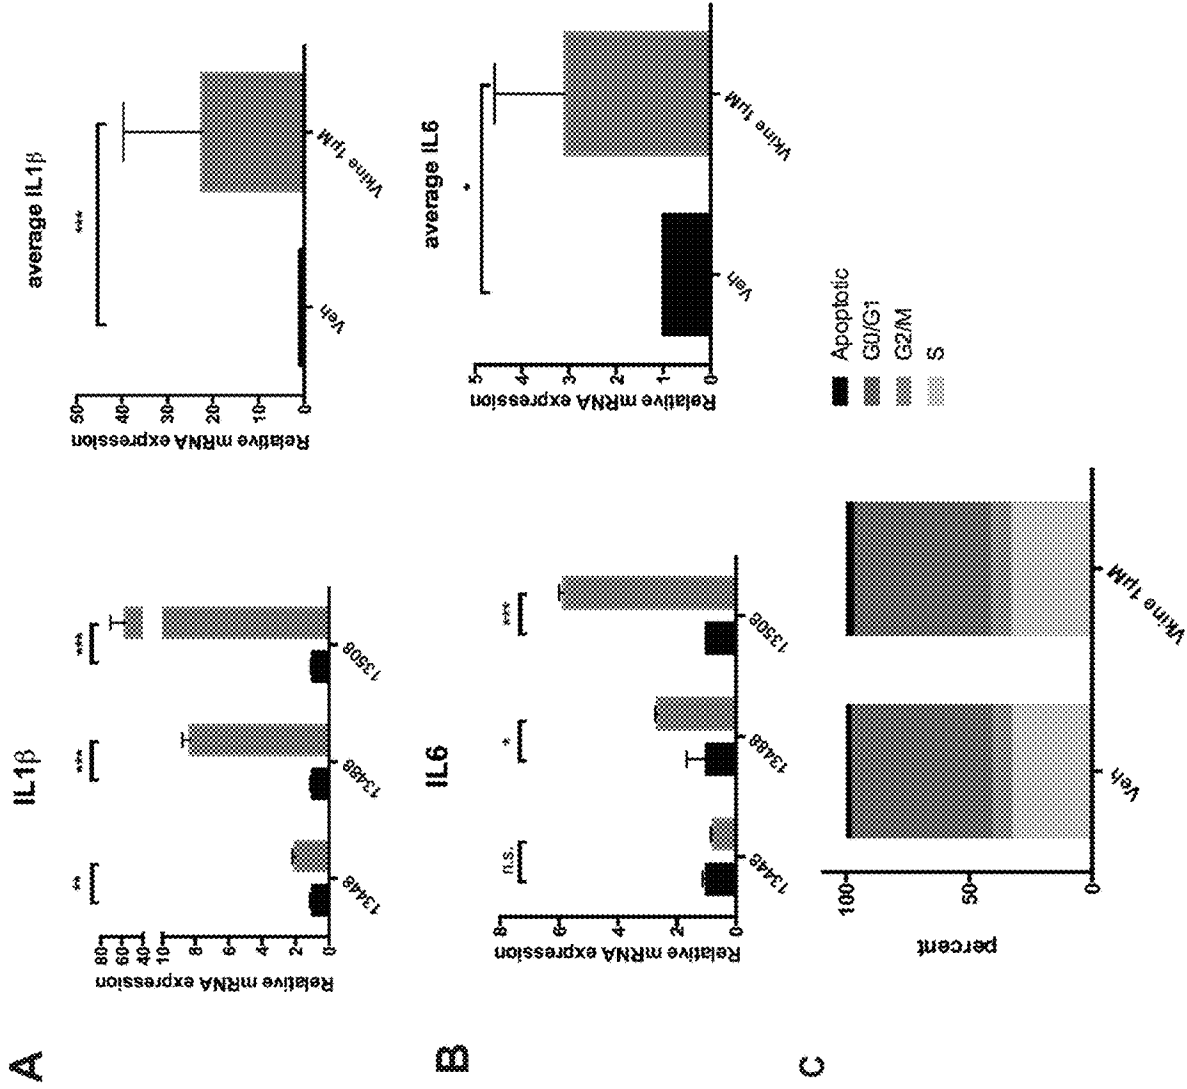 A
IL1β
Relative mRNA expression
80
60
40
10
8
6
4
2
0
**
***
***
13448
13488
13508
average IL1β
Relative mRNA expression
50
40
30
20
10
0
***
Veh
Vkine 1µM
B
IL6
Relative mRNA expression
8
6
4
2
0
n.s.
*
***
13448
13488
13508
average IL6
Relative mRNA expression
5
4
3
2
1
0
*
Veh
Vkine 1µM
C
percent
100
50
0
Veh
Vkine 1µM
Apoptotic
G0/G1
G2/M
S